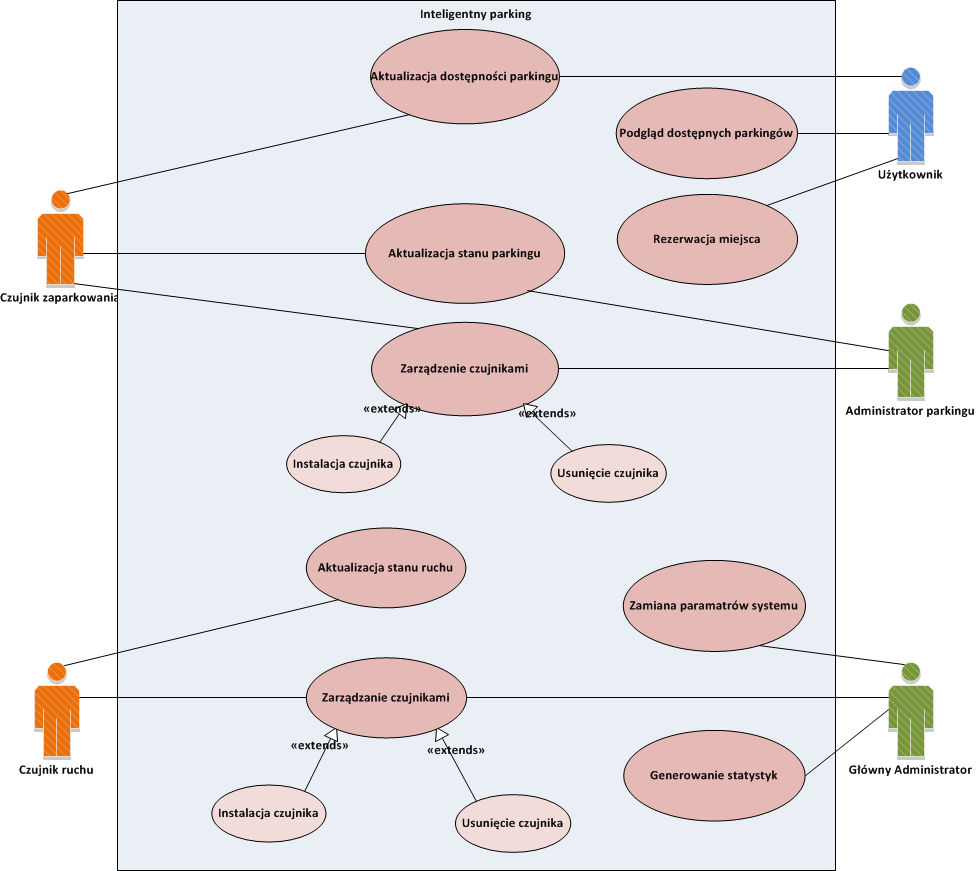 Inteligentny parking
Aktualizacja dostępności parkingu
Podgląd dostępnych parkingów
Użytkownik
Rezerwacja miejsca
Aktualizacja stanu parkingu
Czujnik zaparkowania
Zarządzenie czujnikami
Administrator parkingu
«extends»
«extends»
Instalacja czujnika
Usunięcie czujnika
Aktualizacja stanu ruchu
Zamiana paramatrów systemu
Zarządzanie czujnikami
«extends»
«extends»
Czujnik ruchu
Główny Administrator
Generowanie statystyk
Instalacja czujnika
Usunięcie czujnika